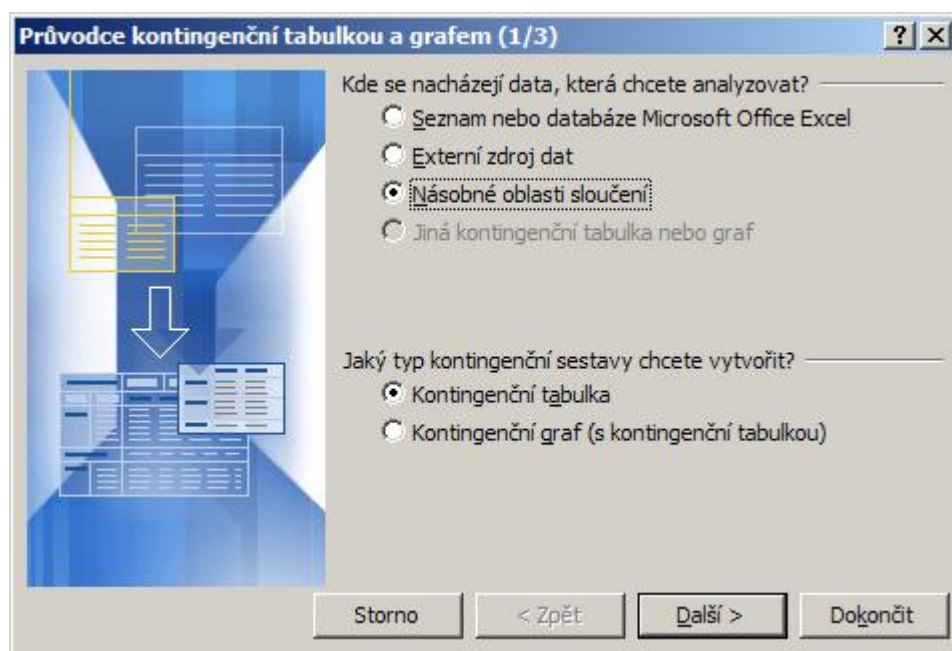 Průvodce kontingenční tabulkou a grafem (1/3)
Kde se nacházejí data, která chcete analyzovat?
Seznam nebo databáze Microsoft Office Excel
Externí zdroj dat
Násobné oblasti sloučení
Jiná kontingenční tabulka nebo graf
Jaký typ kontingenční sestavy chcete vytvořit?
Kontingenční tabulka
Kontingenční graf (s kontingenční tabulkou)
Storno < Zpět Další > Dokončit